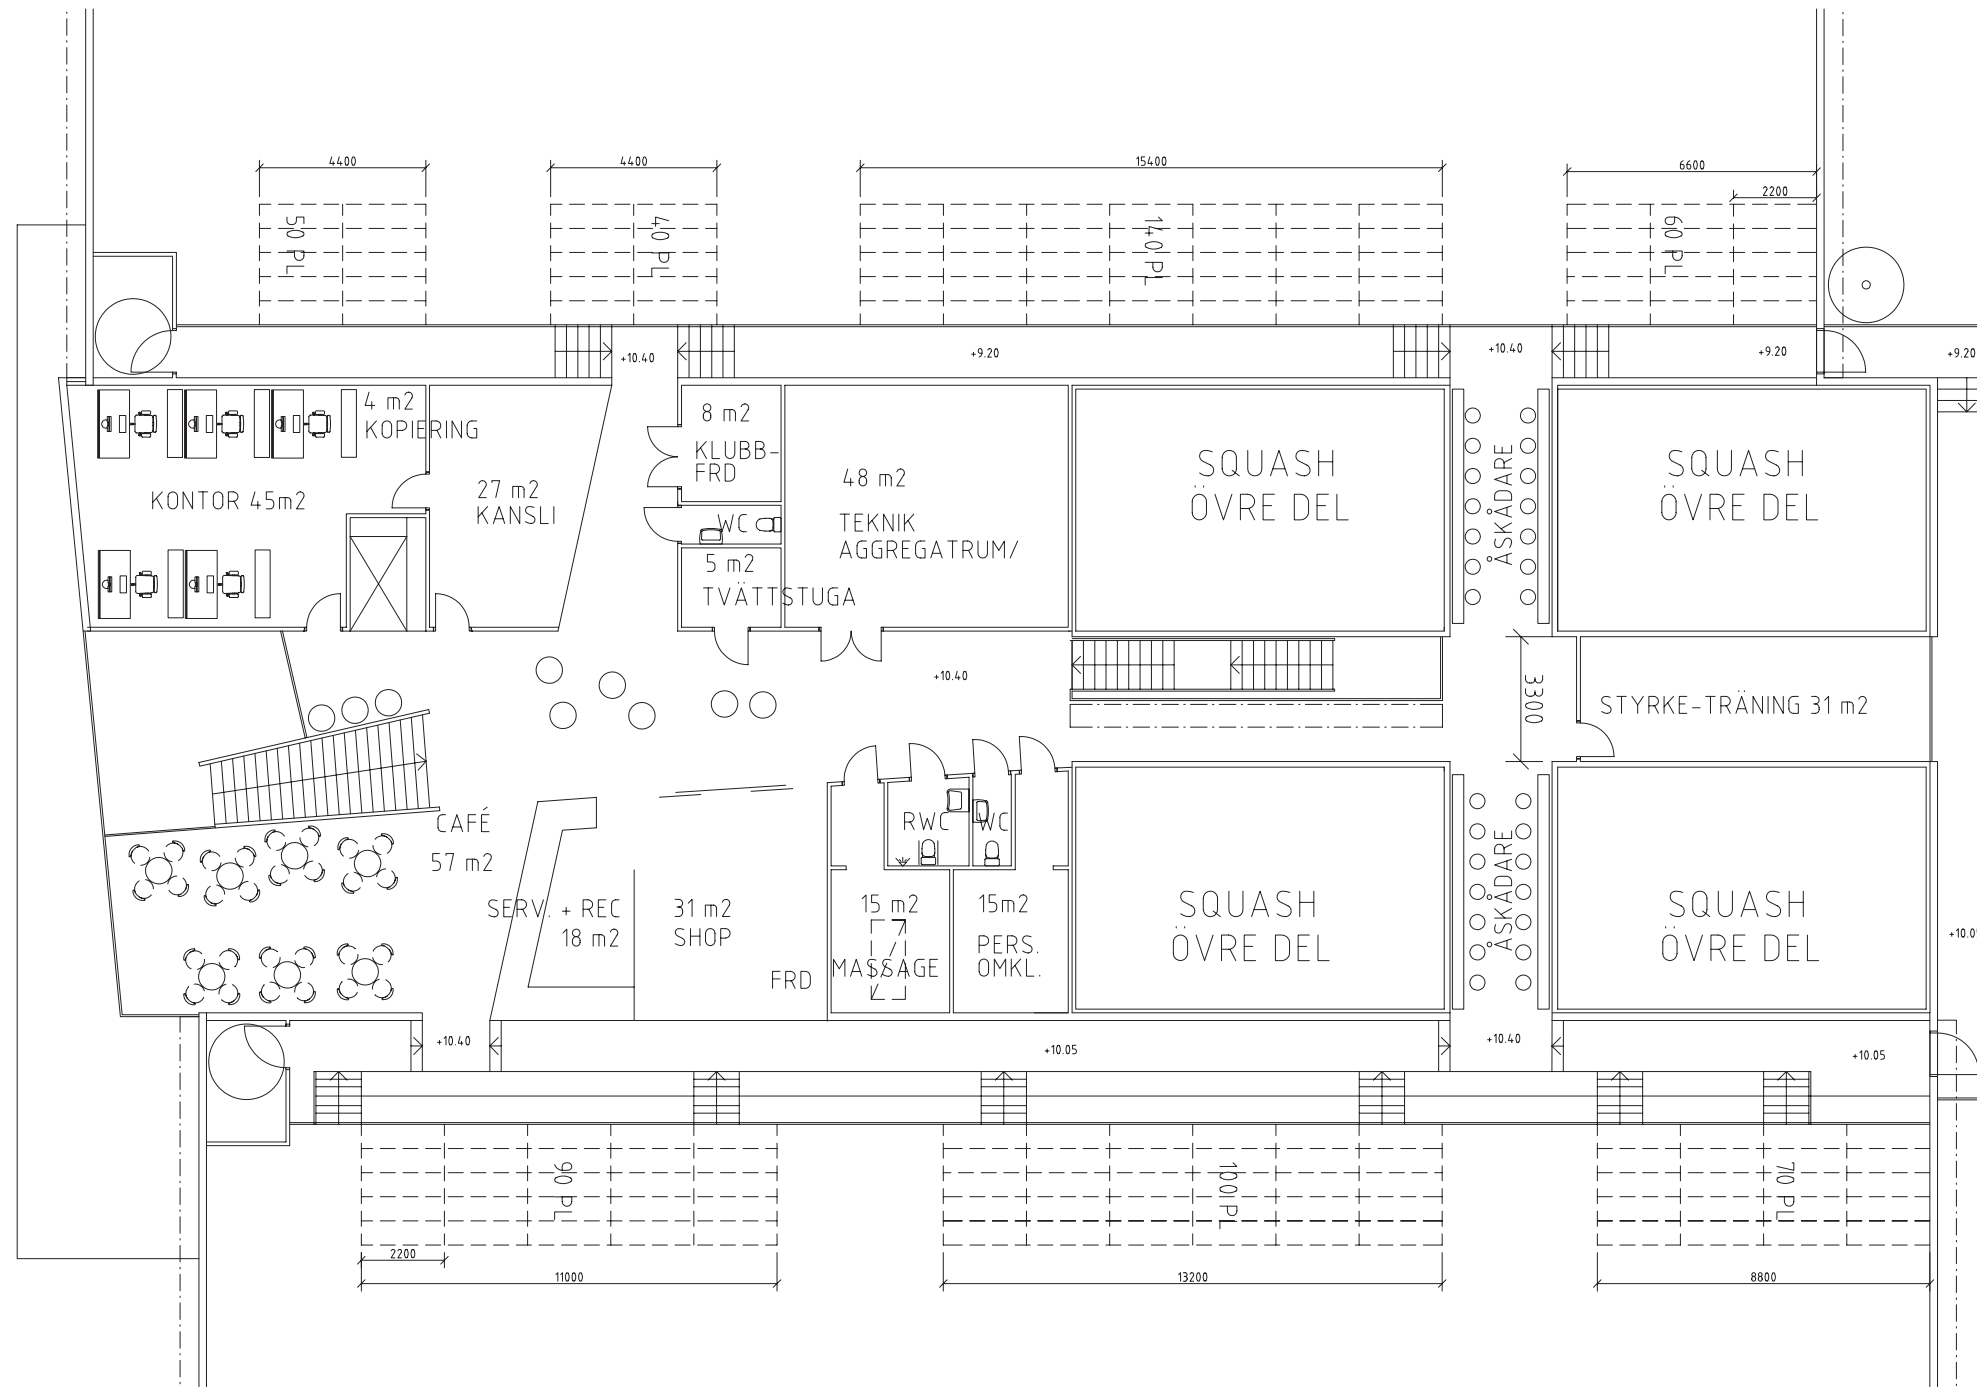 4400
4400
15400
6600
2200
50 PL
40 PL
140 PL
60 PL
+10.40
+9.20
+10.40
+9.20
+9.20
4 m2
KOPIERING
KONTOR 45m2
27 m2
KANSLI
8 m2
KLUBB-
FRD
WC
5 m2
TVÄTTSTUGA
48 m2
TEKNIK
AGGREGATRUM/
SQUASH
ÖVRE DEL
ÅSKÅDARE
SQUASH
ÖVRE DEL
+10.40
3300
STYRKE-TRÄNING 31 m2
CAFÉ
57 m2
SERV. + REC
18 m2
31 m2
SHOP
FRD
RWC
WC
15 m2
MASSAGE
15m2
PERS.
OMKL.
SQUASH
ÖVRE DEL
ÅSKÅDARE
SQUASH
ÖVRE DEL
+10.40
+10.05
+10.40
+10.05
90 PL
100 PL
70 PL
2200
11000
13200
8800